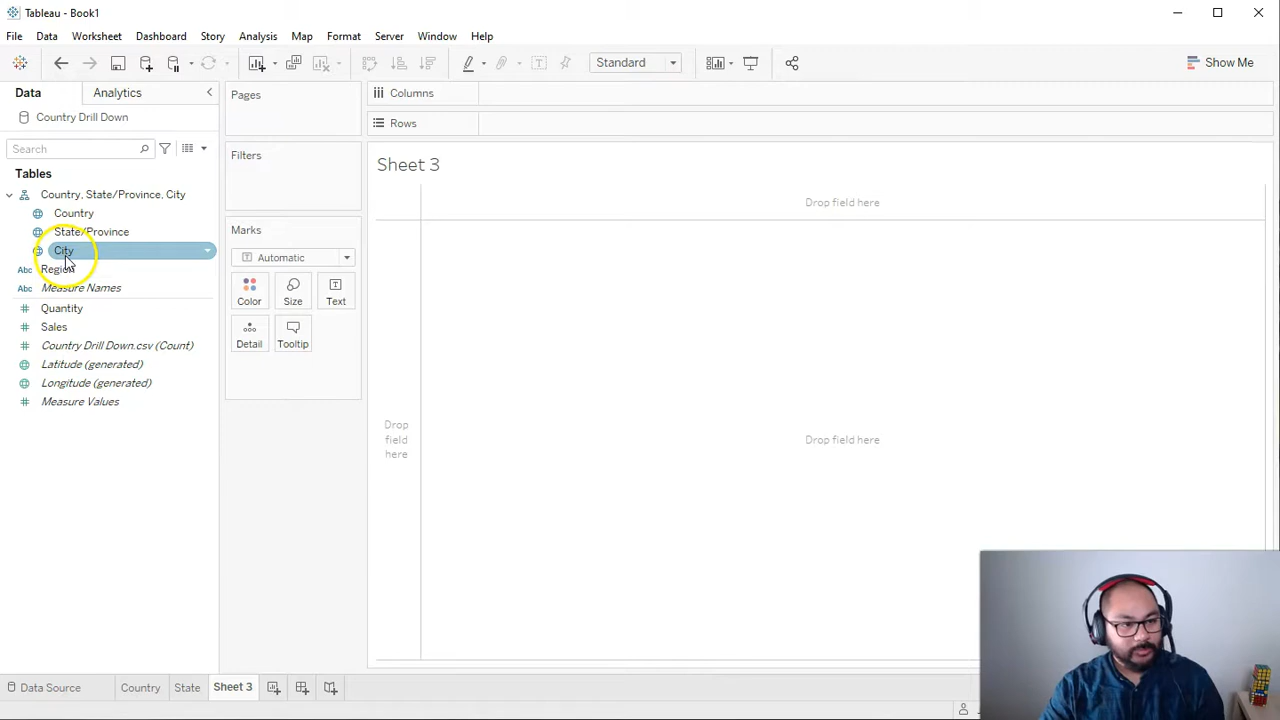 Tableau - Book1
File Data Worksheet Dashboard Story Analysis Map Format Server Window Help
Standard
Show Me
Data Analytics
Country Drill Down
Search
Tables
Country, State/Province, City
Country
State/Province
City
Abc Region
Abc Measure Names
Quantity
Sales
Country Drill Down.csv (Count)
Latitude (generated)
Longitude (generated)
Measure Values
Pages
Filters
Marks
Automatic
Color Size Text
Detail Tooltip
Columns
Rows
Sheet 3
Drop field here
Drop
field
here
Drop field here
Data Source Country State Sheet 3